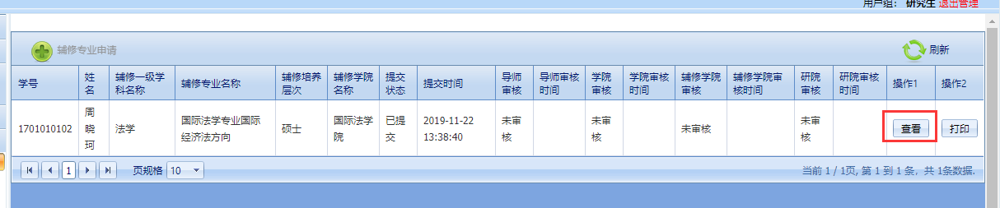 用户组： 研究生 退出管理
辅修专业申请 刷新
学号 姓名 辅修一级学科名称 辅修专业名称 辅修培养层次 辅修学院名称 提交状态 提交时间 导师审核 导师审核时间 学院审核 学院审核时间 辅修学院审核 辅修学院审核时间 研院审核 研院审核时间 操作1 操作2
1701010102 周晓珂 法学 国际法学专业国际经济法方向 硕士 国际法学院 已提交 2019-11-22 13:38:40 未审核 未审核 未审核 未审核 查看 打印
1 页规格 10 当前 1 / 1页, 第 1 到 1 条，共 1条数据.